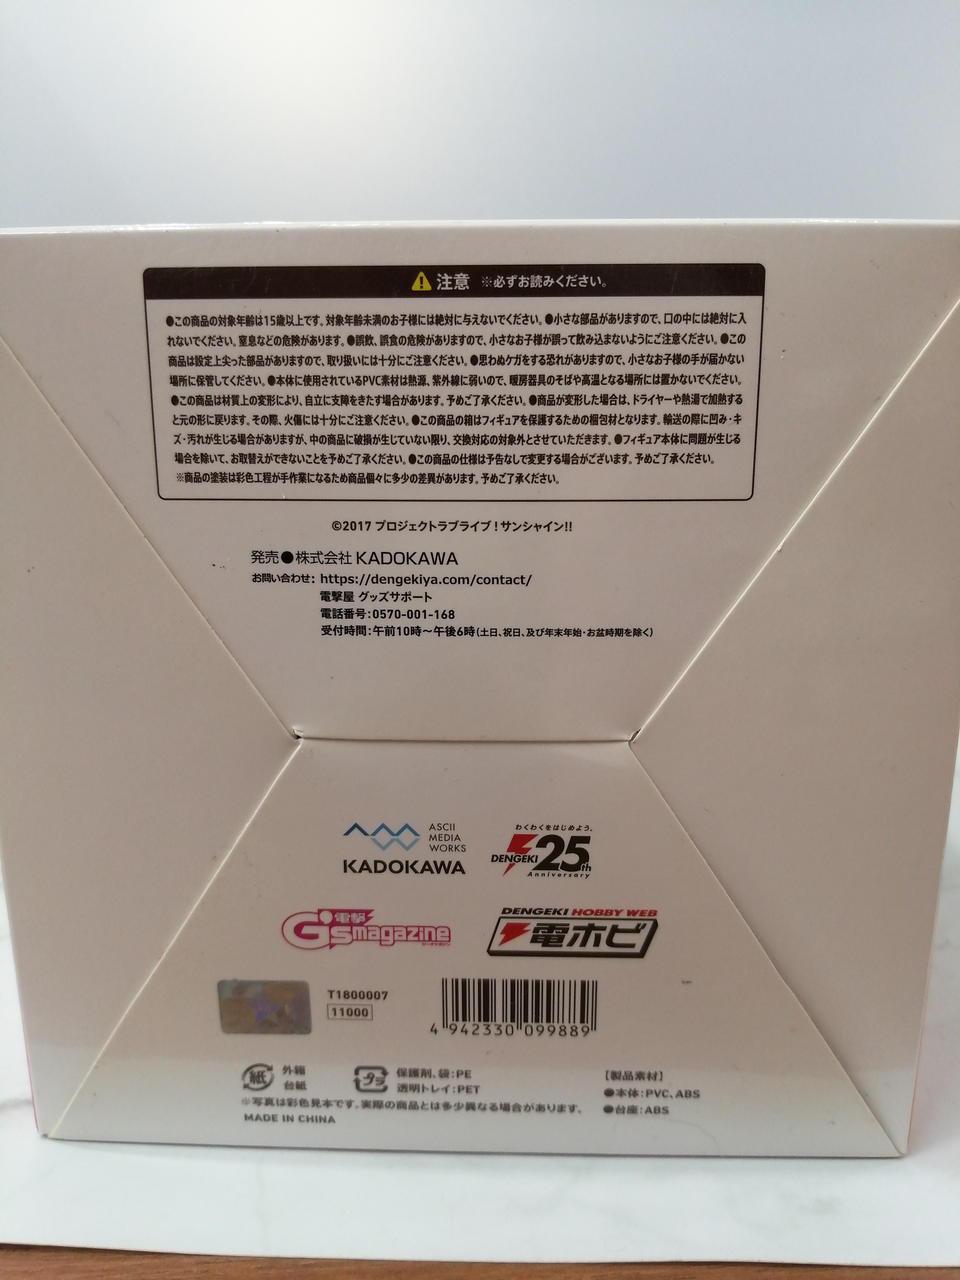 注意 ※必ずお読みください。
●この商品の対象年齢は15歳以上です。対象年齢未満のお子様には絶対に与えないでください。●小さな部品がありますので、口の中には絶対に入
れないでください。窒息などの危険があります。●誤飲、誤食の危険がありますので、小さなお子様が誤って飲み込まないようにご注意ください。●この
商品は設定上尖った部品がありますので、取り扱いには十分にご注意ください。●思わぬケガをする恐れがありますので、小さなお子様の手が届かない
場所に保管してください。●本体に使用されているPVC素材は熱源、紫外線に弱いので、暖房器具のそばや高温となる場所には置かないでください。
●この商品は材質上の変形により、自立に支障をきたす場合があります。予めご了承ください。●商品が変形した場合は、ドライヤーや熱湯で加熱する
と元の形に戻ります。その際、火傷には十分にご注意ください。●この商品の箱はフィギュアを保護するための梱包材となります。輸送の際に凹み・キ
ズ・汚れが生じる場合がありますが、中の商品に破損が生じていない限り、交換対応の対象外とさせていただきます。●フィギュア本体に問題が生じる
場合を除いて、お取替えができないことを予めご了承ください。●この商品の仕様は予告なしで変更する場合がございます。予めご了承ください。
※商品の塗装は彩色工程が手作業になるため商品個々に多少の差異があります。予めご了承ください。
©2017 プロジェクトラブライブ!サンシャイン!!
発売●株式会社 KADOKAWA
お問い合わせ: https://dengekiya.com/contact/
電撃屋 グッズサポート
電話番号:0570-001-168
受付時間:午前10時〜午後6時(土日、祝日、及び年末年始・お盆時期を除く)
ASCII
MEDIA
WORKS
KADOKAWA
わくわくをはじめよう。
DENGEKI 25th
Anniversary
電撃
G'smagazine
DENGEKI HOBBY WEB
電ホビ
T1800007
11000
4 942330 099889
紙 外箱
台紙
プラ 保護剤、袋:PE
透明トレイ:PET
【製品素材】
●本体:PVC、ABS
●台座:ABS
※写真は彩色見本です。実際の商品とは多少異なる場合があります。
MADE IN CHINA